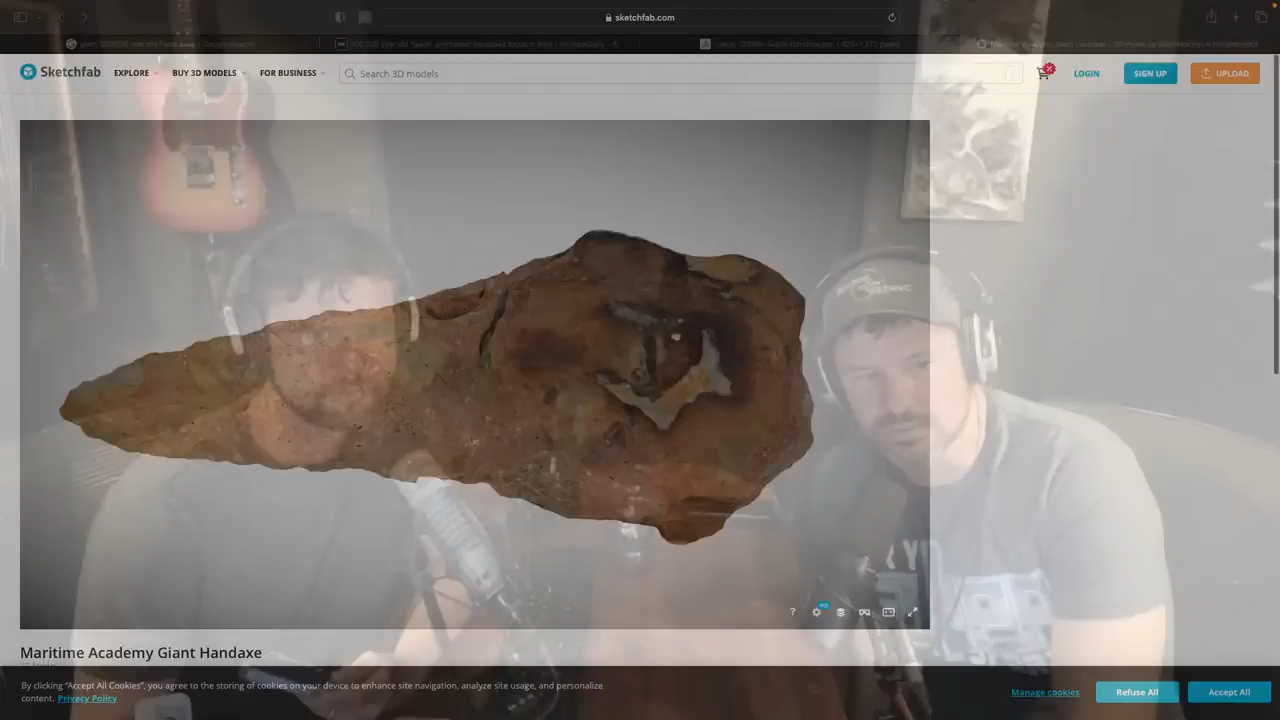 sketchfab.com
Sketchfab EXPLORE BUY 3D MODELS FOR BUSINESS Search 3D models LOGIN SIGN UP UPLOAD
?
HD
Maritime Academy Giant Handaxe
By clicking “Accept All Cookies”, you agree to the storing of cookies on your device to enhance site navigation, analyze site usage, and personalize
content. Privacy Policy
Manage cookies Refuse All Accept All